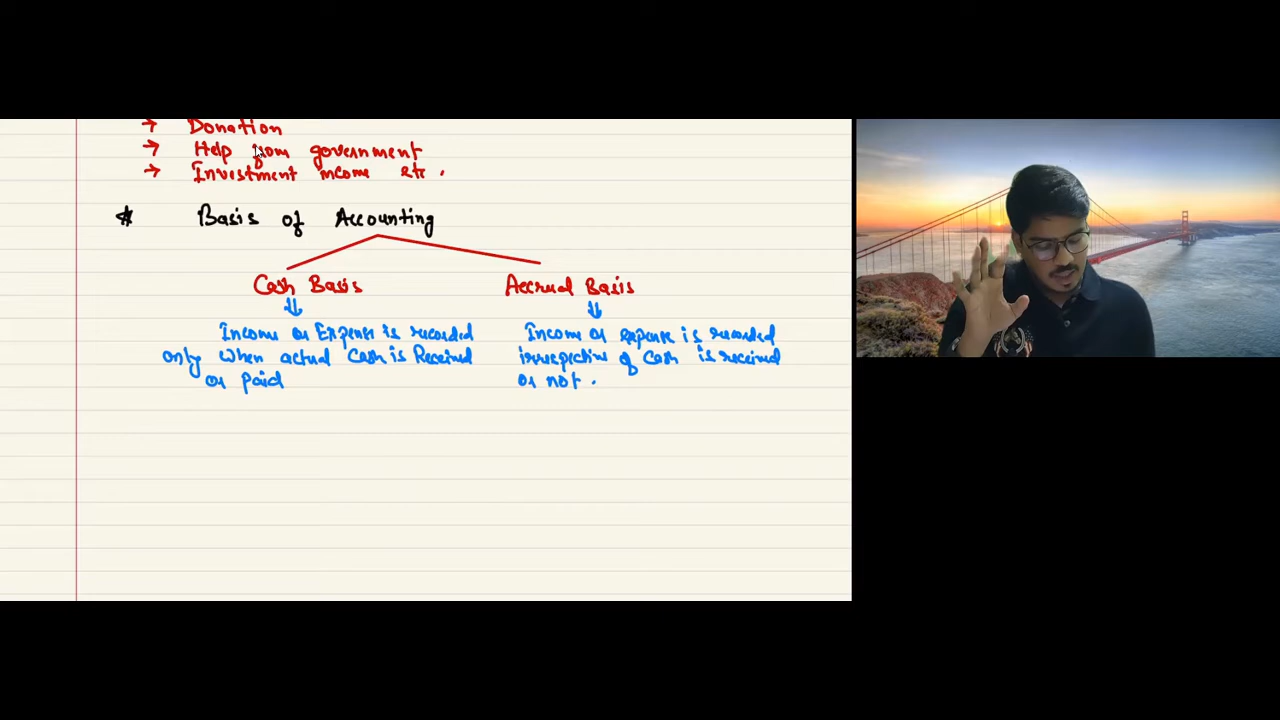 → Donation
→ Help from government
→ Investment income etc.
* Basis of Accounting
Cash Basis
Accrual Basis
Income or Expense is recorded
only when actual Cash is Received
or paid
Income or expense is recorded
irrespective of Cash is received
or not.